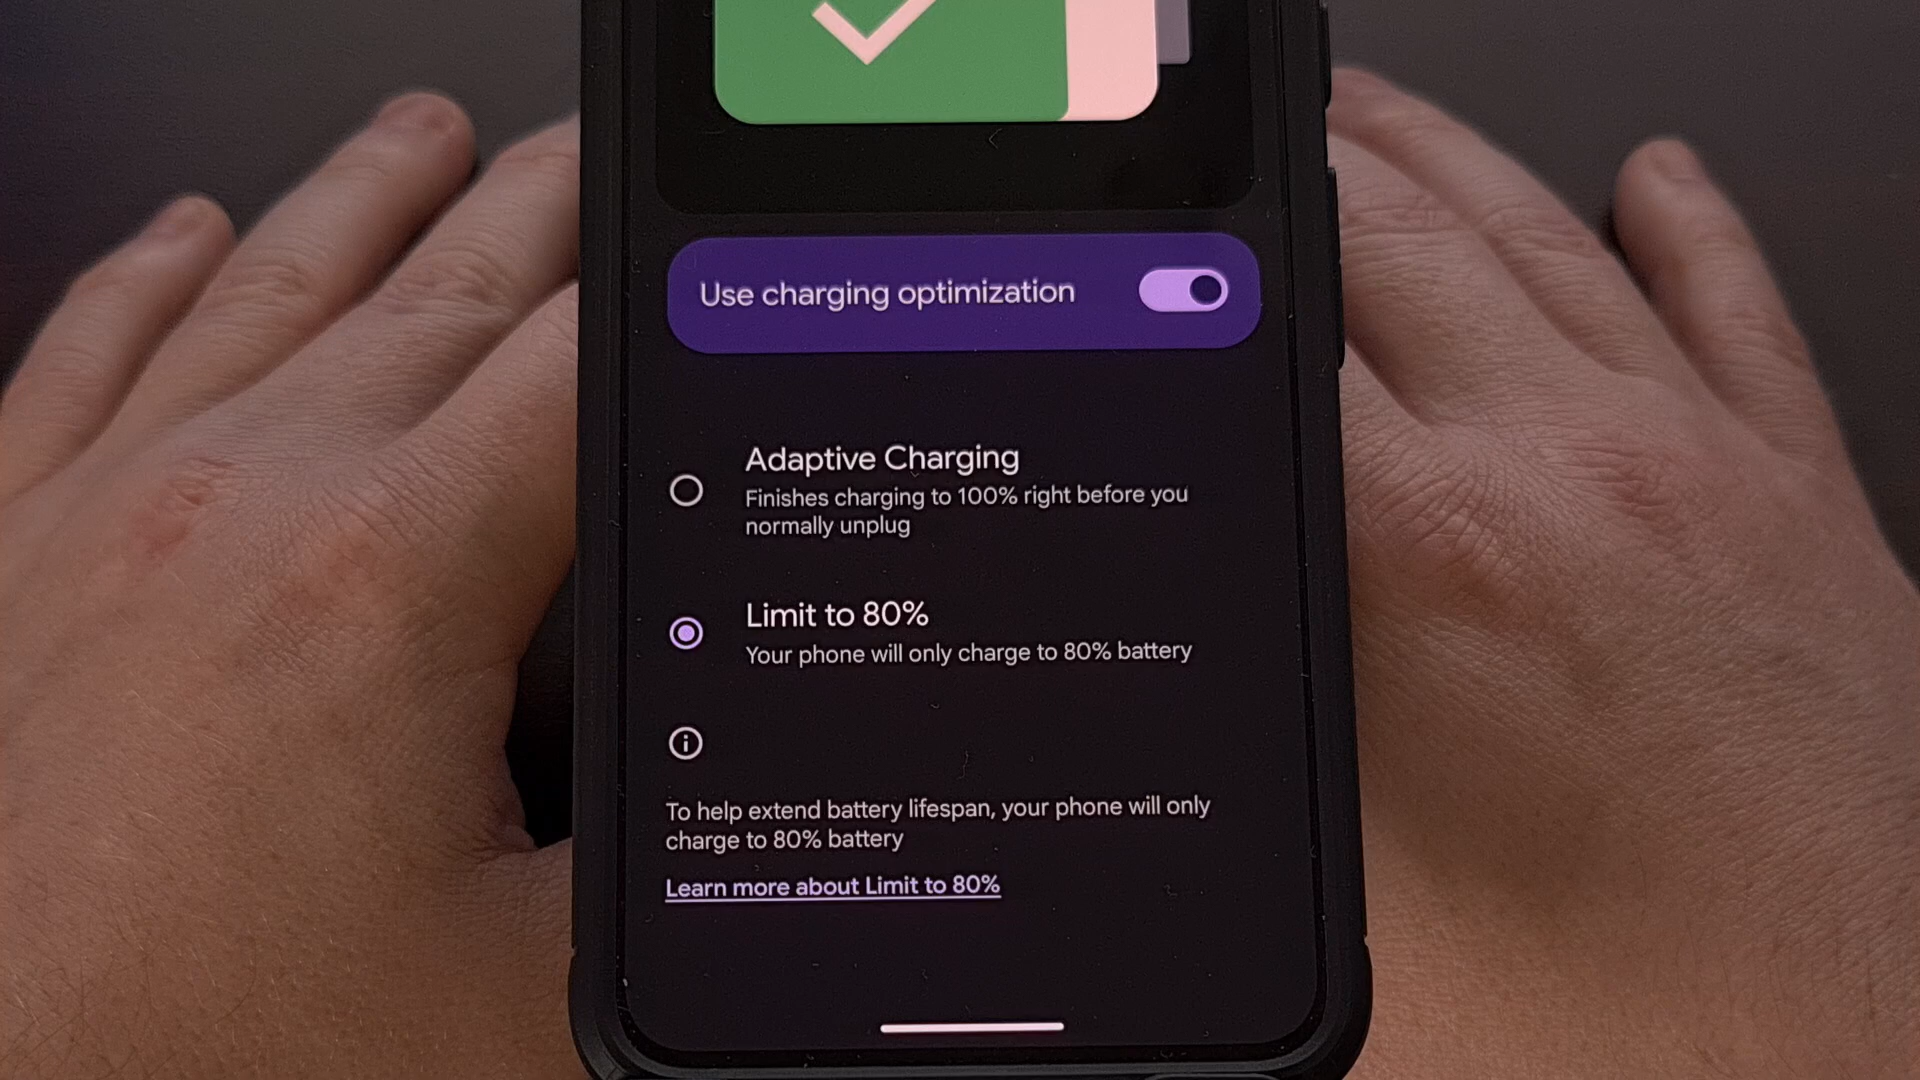 Use charging optimization
Adaptive Charging
Finishes charging to 100% right before you
normally unplug
Limit to 80%
Your phone will only charge to 80% battery
To help extend battery lifespan, your phone will only
charge to 80% battery
Learn more about Limit to 80%